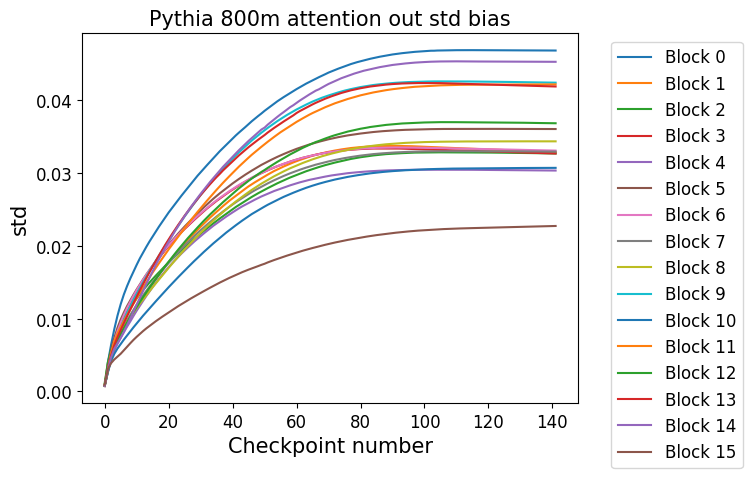 Pythia 800m attention out std bias
std
0.04
0.03
0.02
0.01
0.00
0 20 40 60 80 100 120 140
Checkpoint number
Block 0
Block 1
Block 2
Block 3
Block 4
Block 5
Block 6
Block 7
Block 8
Block 9
Block 10
Block 11
Block 12
Block 13
Block 14
Block 15